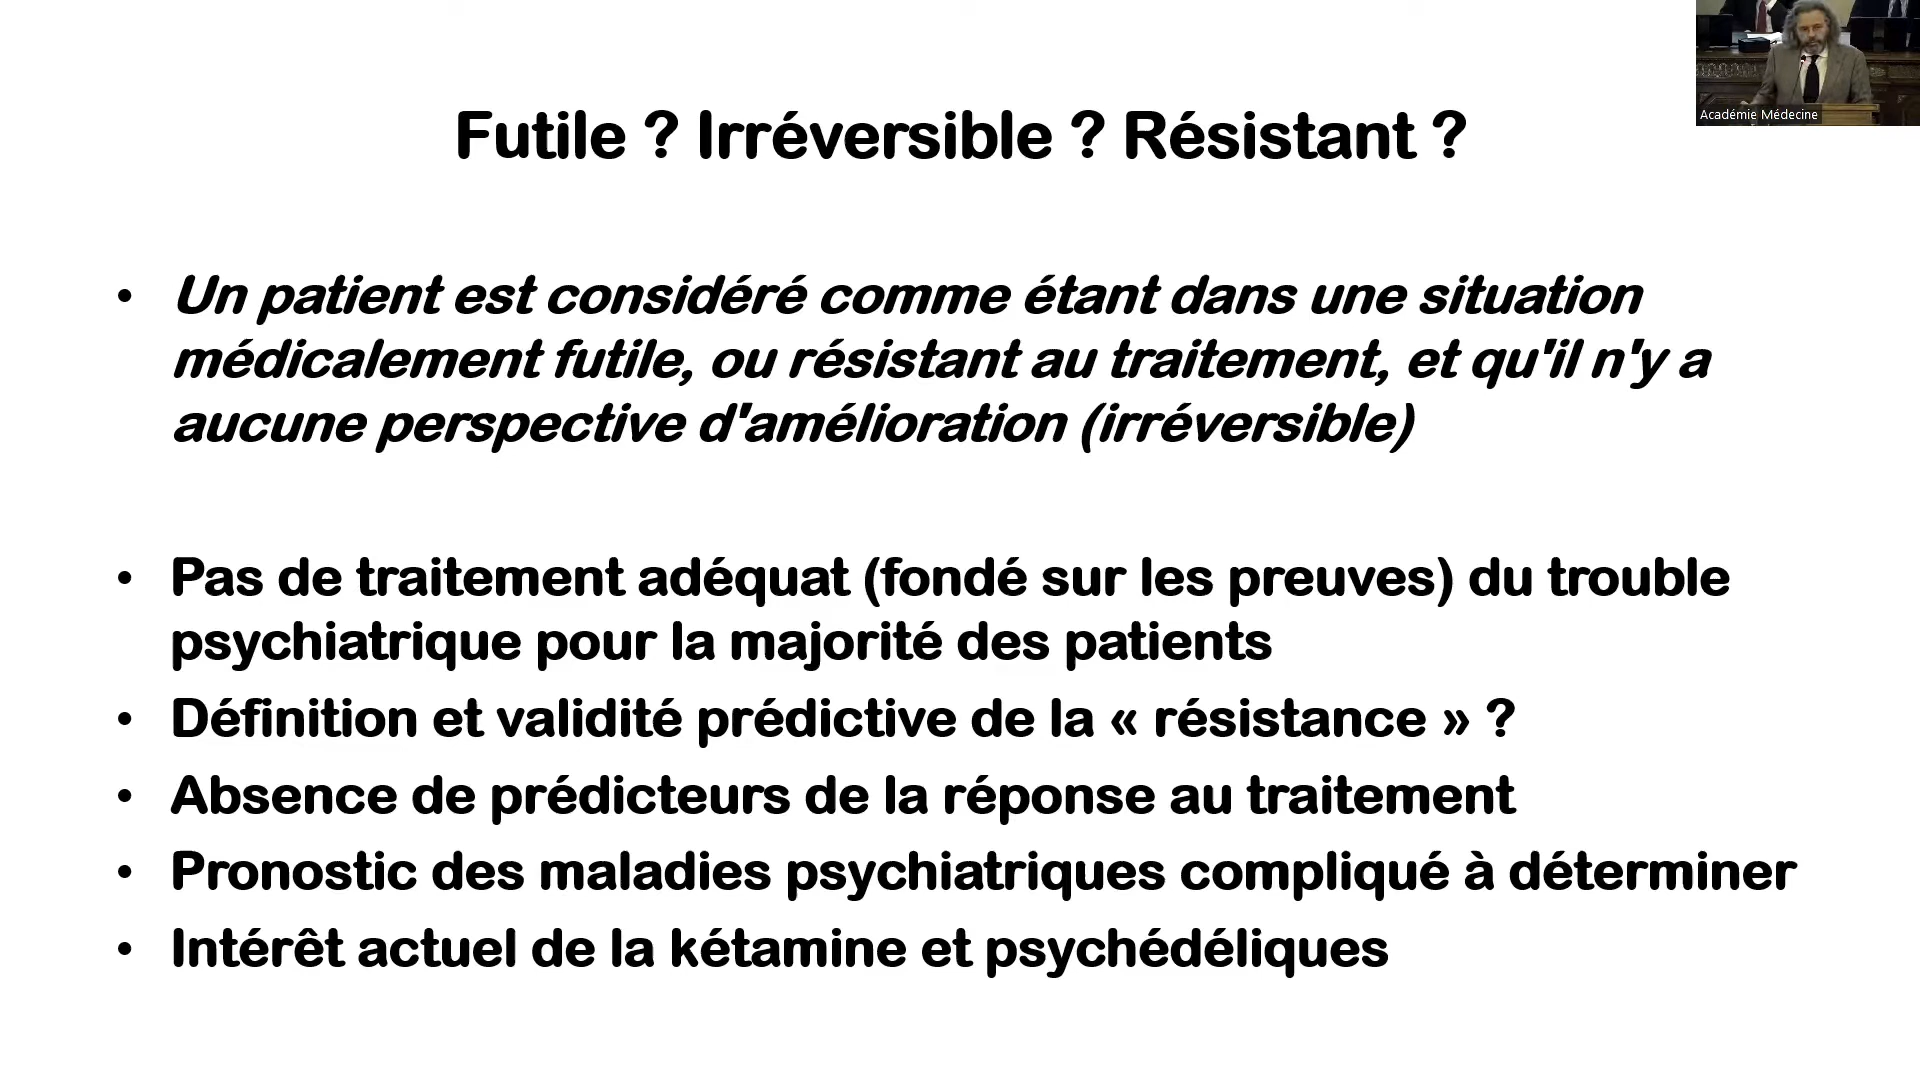 Académie Médecine
Futile ? Irréversible ? Résistant ?
• Un patient est considéré comme étant dans une situation
médicalement futile, ou résistant au traitement, et qu'il n'y a
aucune perspective d'amélioration (irréversible)
• Pas de traitement adéquat (fondé sur les preuves) du trouble
psychiatrique pour la majorité des patients
• Définition et validité prédictive de la « résistance » ?
• Absence de prédicteurs de la réponse au traitement
• Pronostic des maladies psychiatriques compliqué à déterminer
• Intérêt actuel de la kétamine et psychédéliques